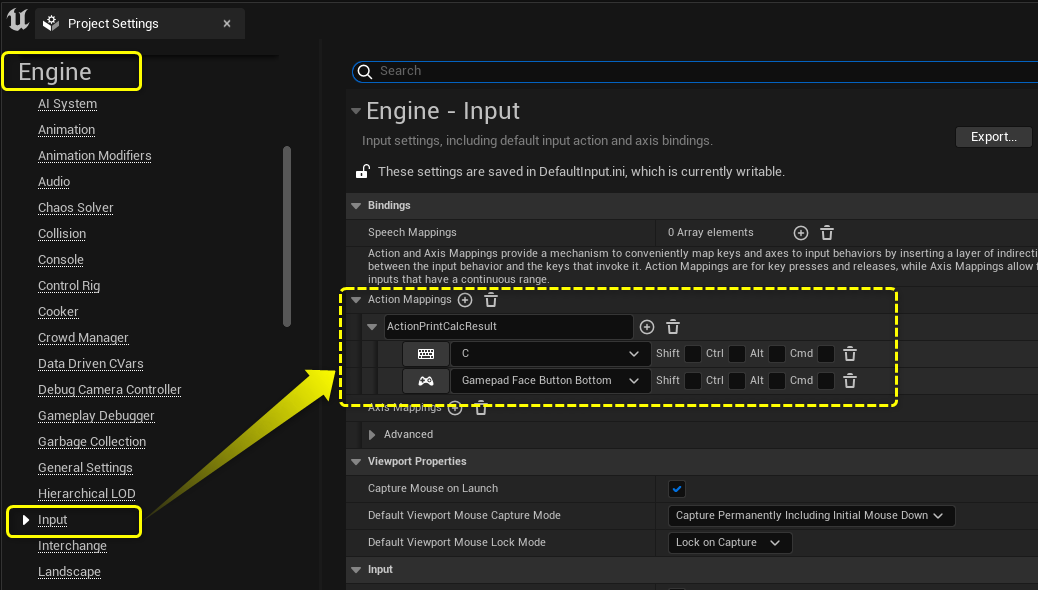 Project Settings
Engine
AI System
Animation
Animation Modifiers
Audio
Chaos Solver
Collision
Console
Control Rig
Cooker
Crowd Manager
Data Driven CVars
Debug Camera Controller
Gameplay Debugger
Garbage Collection
General Settings
Hierarchical LOD
Input
Interchange
Landscape
Search
Engine - Input
Input settings, including default input action and axis bindings.
Export...
These settings are saved in DefaultInput.ini, which is currently writable.
Bindings
Speech Mappings 0 Array elements
Action and Axis Mappings provide a mechanism to conveniently map keys and axes to input behaviors by inserting a layer of indirecti
between the input behavior and the keys that invoke it. Action Mappings are for key presses and releases, while Axis Mappings allow f
inputs that have a continuous range.
Action Mappings
ActionPrintCalcResult
C Shift Ctrl Alt Cmd
Gamepad Face Button Bottom Shift Ctrl Alt Cmd
Axis Mappings
Advanced
Viewport Properties
Capture Mouse on Launch
Default Viewport Mouse Capture Mode Capture Permanently Including Initial Mouse Down
Default Viewport Mouse Lock Mode Lock on Capture
Input